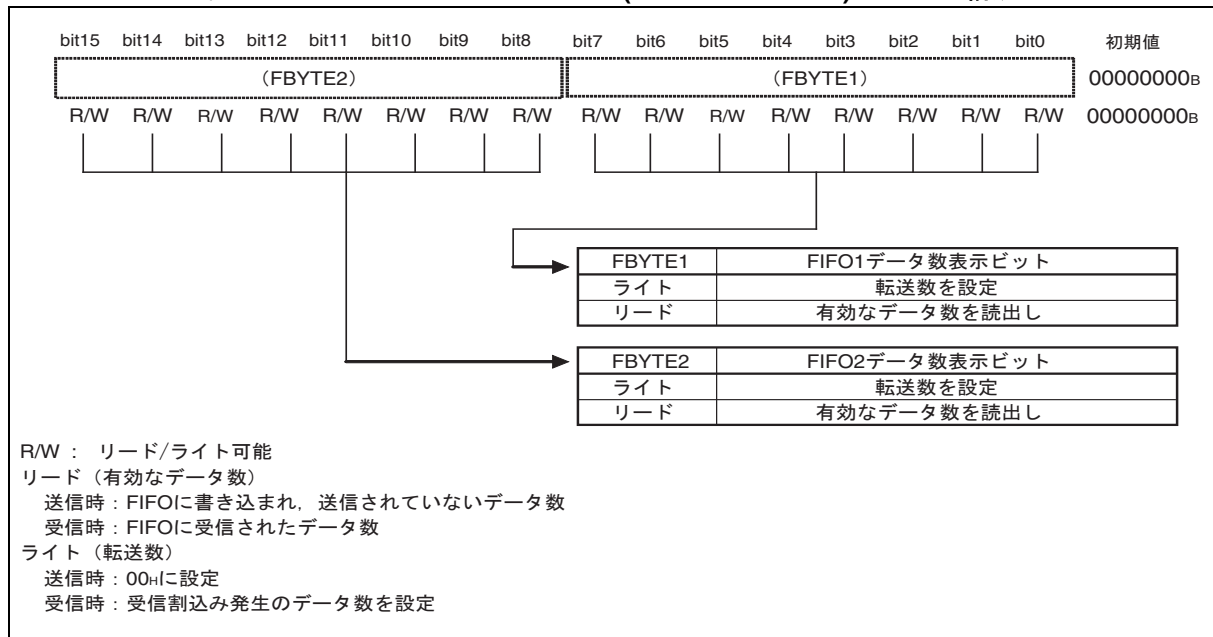 bit15 bit14 bit13 bit12 bit11 bit10 bit9 bit8 bit7 bit6 bit5 bit4 bit3 bit2 bit1 bit0 初期値
(FBYTE2) (FBYTE1) 00000000B
R/W R/W R/W R/W R/W R/W R/W R/W R/W R/W R/W R/W R/W R/W R/W R/W 00000000B
FBYTE1 FIFO1データ数表示ビット
ライト 転送数を設定
リード 有効なデータ数を読出し
FBYTE2 FIFO2データ数表示ビット
ライト 転送数を設定
リード 有効なデータ数を読出し
R/W : リード/ライト可能
リード（有効なデータ数）
送信時：FIFOに書き込まれ，送信されていないデータ数
受信時：FIFOに受信されたデータ数
ライト（転送数）
送信時：00Hに設定
受信時：受信割込み発生のデータ数を設定